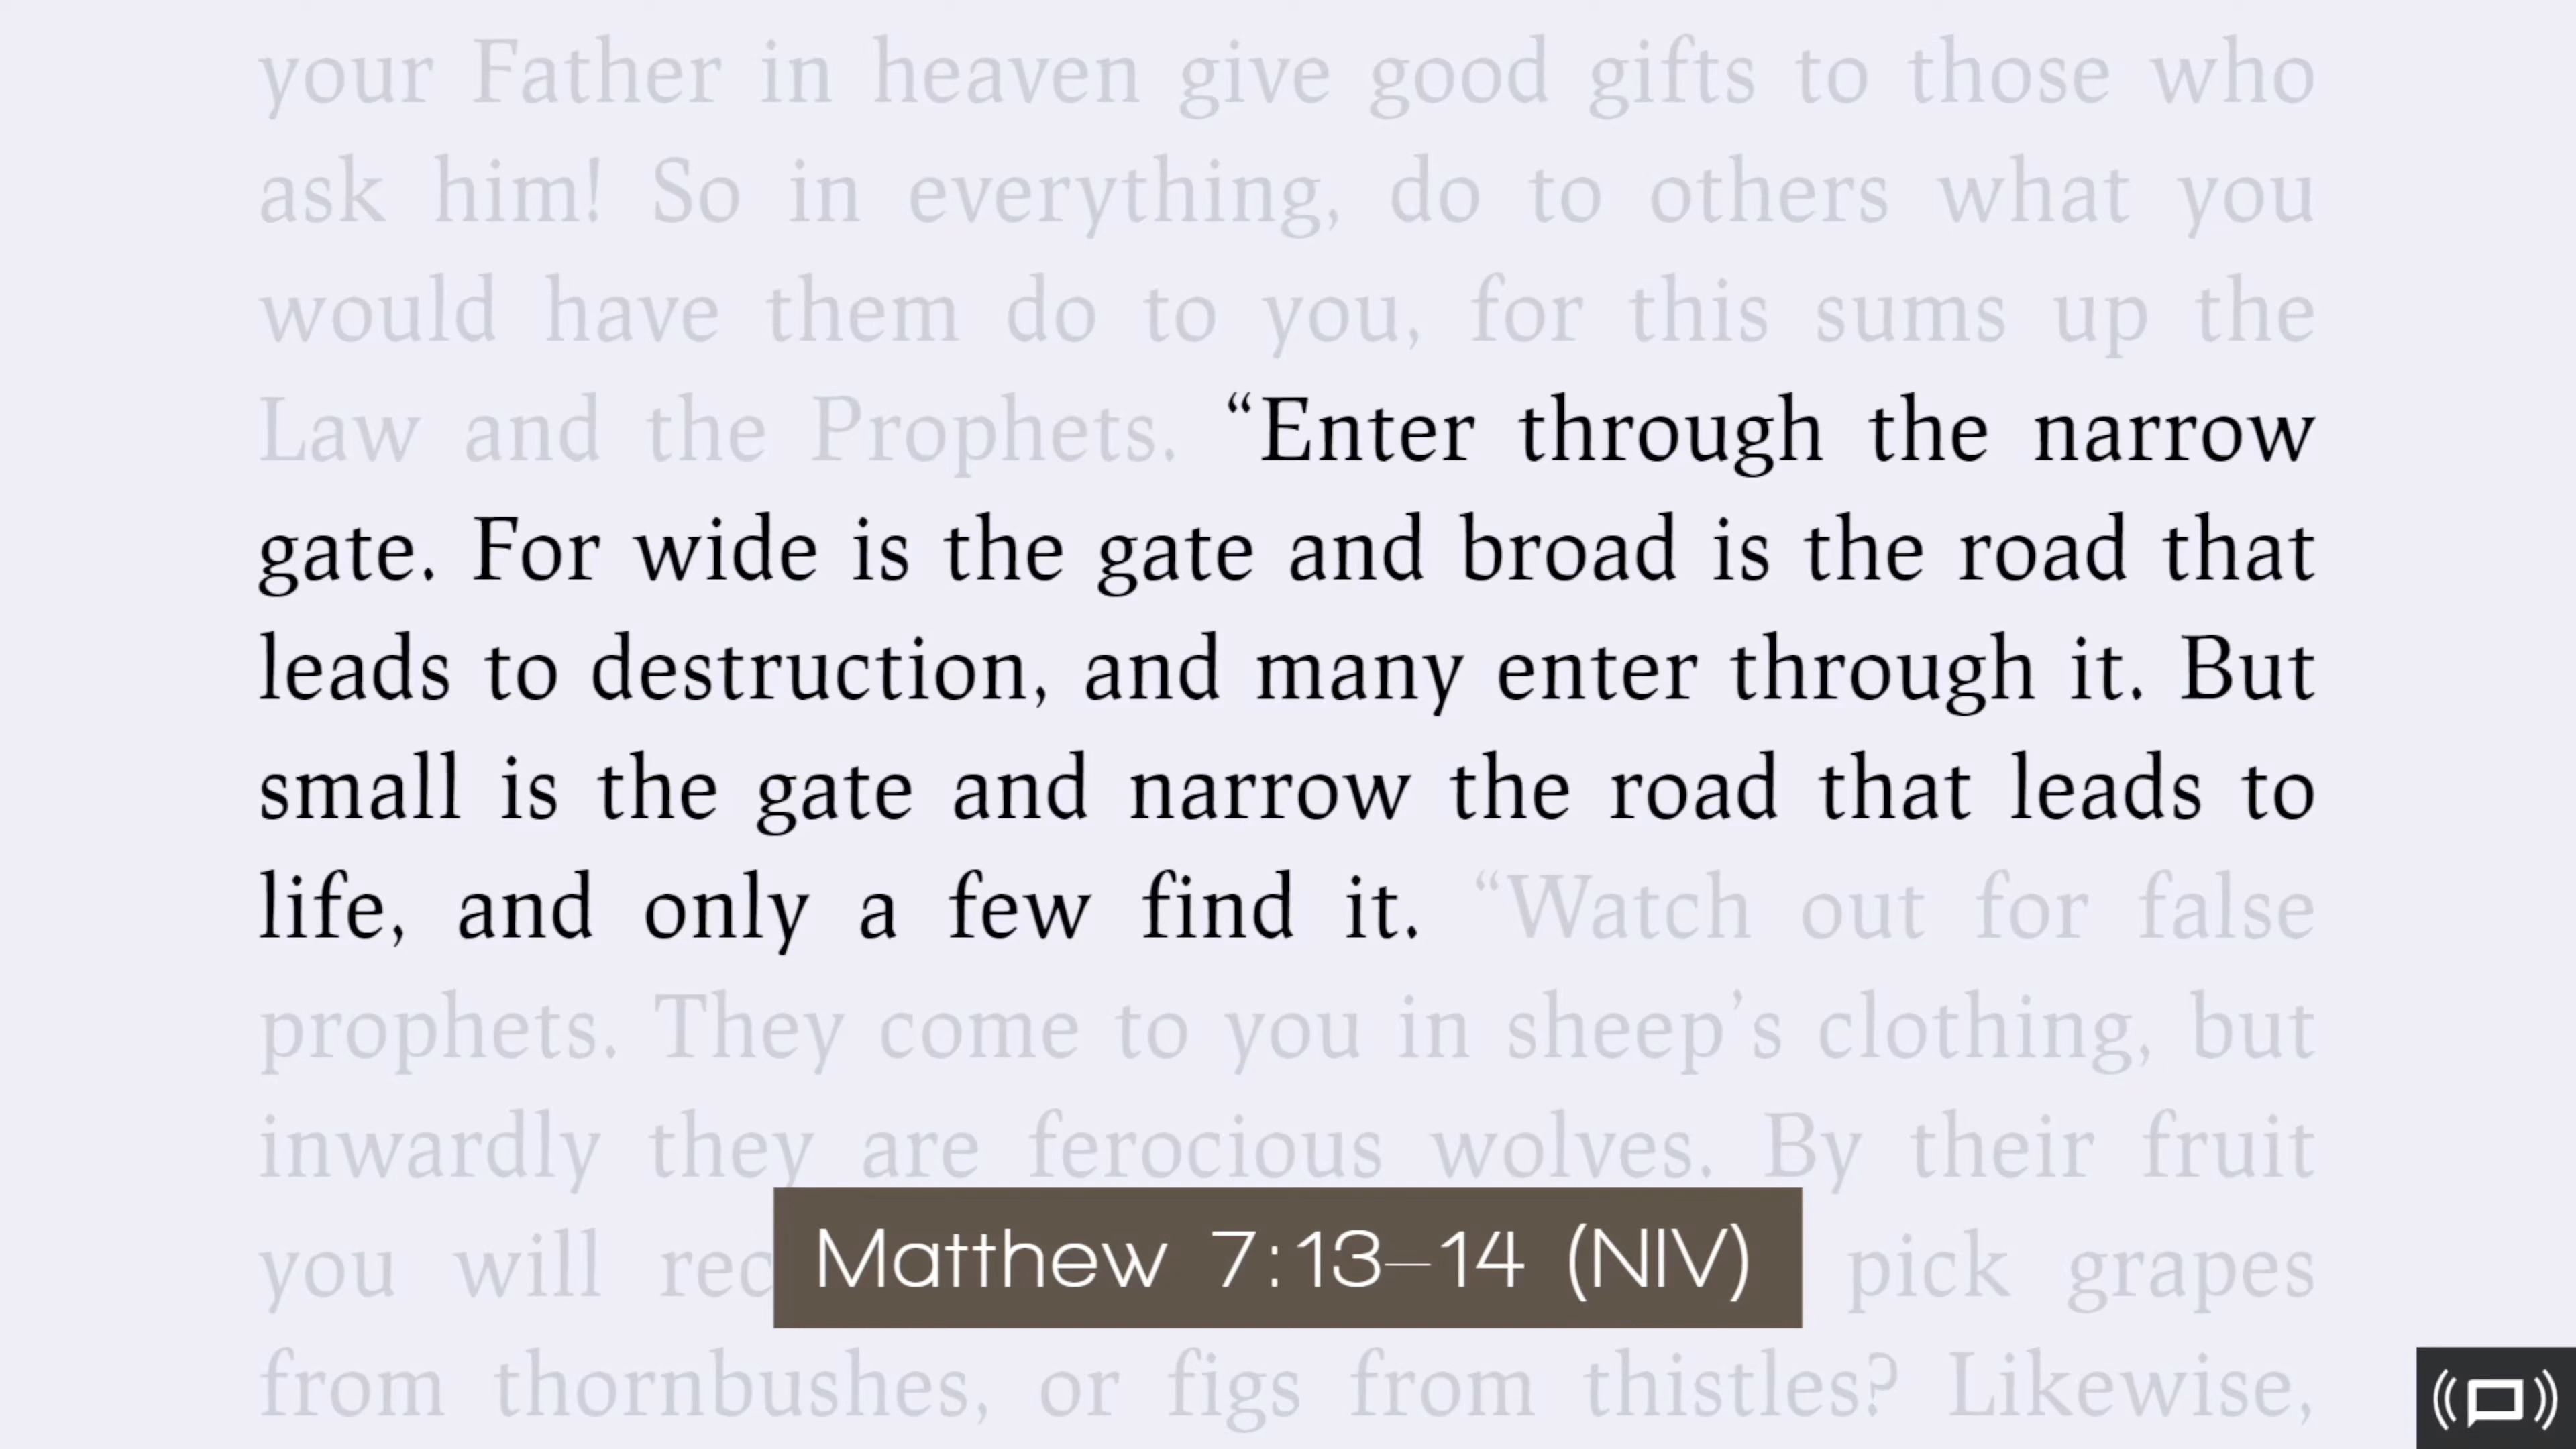 your Father in heaven give good gifts to those who
ask him! So in everything, do to others what you
would have them do to you, for this sums up the
Law and the Prophets. “Enter through the narrow
gate. For wide is the gate and broad is the road that
leads to destruction, and many enter through it. But
small is the gate and narrow the road that leads to
life, and only a few find it. “Watch out for false
prophets. They come to you in sheep’s clothing, but
inwardly they are ferocious wolves. By their fruit
you will rec pick grapes
Matthew 7:13–14 (NIV)
from thornbushes, or figs from thistles? Likewise,